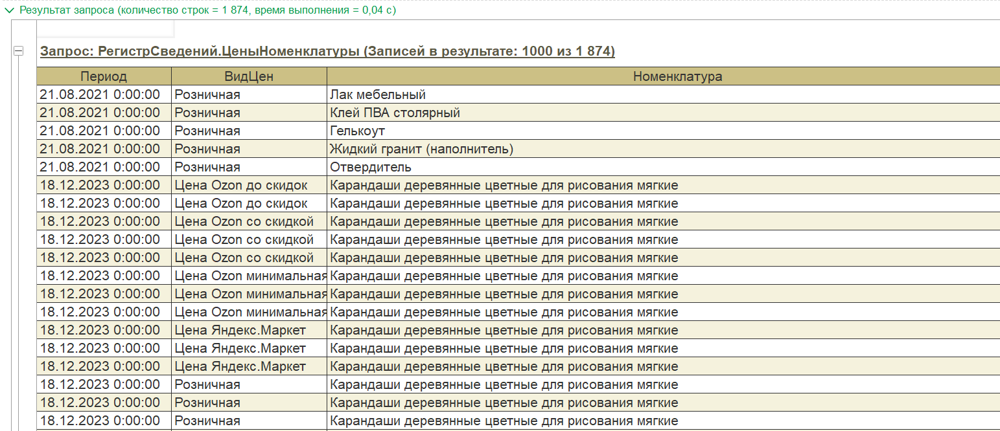 Результат запроса (количество строк = 1 874, время выполнения = 0,04 с)
Запрос: РегистрСведений.ЦеныНоменклатуры (Записей в результате: 1000 из 1 874)
Период ВидЦен Номенклатура
21.08.2021 0:00:00 Розничная Лак мебельный
21.08.2021 0:00:00 Розничная Клей ПВА столярный
21.08.2021 0:00:00 Розничная Гелькоут
21.08.2021 0:00:00 Розничная Жидкий гранит (наполнитель)
21.08.2021 0:00:00 Розничная Отвердитель
18.12.2023 0:00:00 Цена Ozon до скидок Карандаши деревянные цветные для рисования мягкие
18.12.2023 0:00:00 Цена Ozon до скидок Карандаши деревянные цветные для рисования мягкие
18.12.2023 0:00:00 Цена Ozon со скидкой Карандаши деревянные цветные для рисования мягкие
18.12.2023 0:00:00 Цена Ozon со скидкой Карандаши деревянные цветные для рисования мягкие
18.12.2023 0:00:00 Цена Ozon со скидкой Карандаши деревянные цветные для рисования мягкие
18.12.2023 0:00:00 Цена Ozon минимальная Карандаши деревянные цветные для рисования мягкие
18.12.2023 0:00:00 Цена Ozon минимальная Карандаши деревянные цветные для рисования мягкие
18.12.2023 0:00:00 Цена Ozon минимальная Карандаши деревянные цветные для рисования мягкие
18.12.2023 0:00:00 Цена Яндекс.Маркет Карандаши деревянные цветные для рисования мягкие
18.12.2023 0:00:00 Цена Яндекс.Маркет Карандаши деревянные цветные для рисования мягкие
18.12.2023 0:00:00 Цена Яндекс.Маркет Карандаши деревянные цветные для рисования мягкие
18.12.2023 0:00:00 Розничная Карандаши деревянные цветные для рисования мягкие
18.12.2023 0:00:00 Розничная Карандаши деревянные цветные для рисования мягкие
18.12.2023 0:00:00 Розничная Карандаши деревянные цветные для рисования мягкие